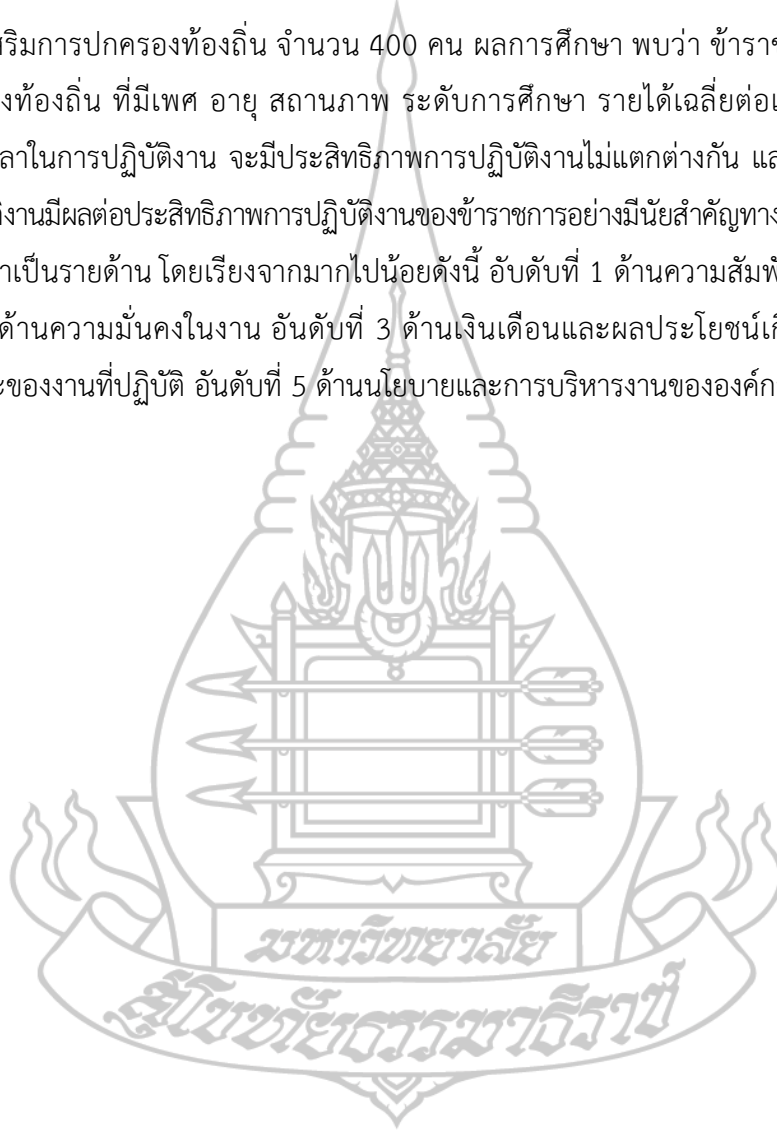 สริมการปกครองท้องถิ่น จำนวน 400 คน ผลการศึกษา พบว่า ข้าราช
งท้องถิ่น ที่มีเพศ อายุ สถานภาพ ระดับการศึกษา รายได้เฉลี่ยต่อเ
ลาในการปฏิบัติงาน จะมีประสิทธิภาพการปฏิบัติงานไม่แตกต่างกัน แล
ติงานมีผลต่อประสิทธิภาพการปฏิบัติงานของข้าราชการอย่างมีนัยสำคัญทาง
าเป็นรายด้าน โดยเรียงจากมากไปน้อยดังนี้ อับดับที่ 1 ด้านความสัมพั
ด้านความมั่นคงในงาน อันดับที่ 3 ด้านเงินเดือนและผลประโยชน์เกื
ะของงานที่ปฏิบัติ อันดับที่ 5 ด้านนโยบายและการบริหารงานขององค์ก
มหาวิทยาลัย
สุโขทัยธรรมาธิราช